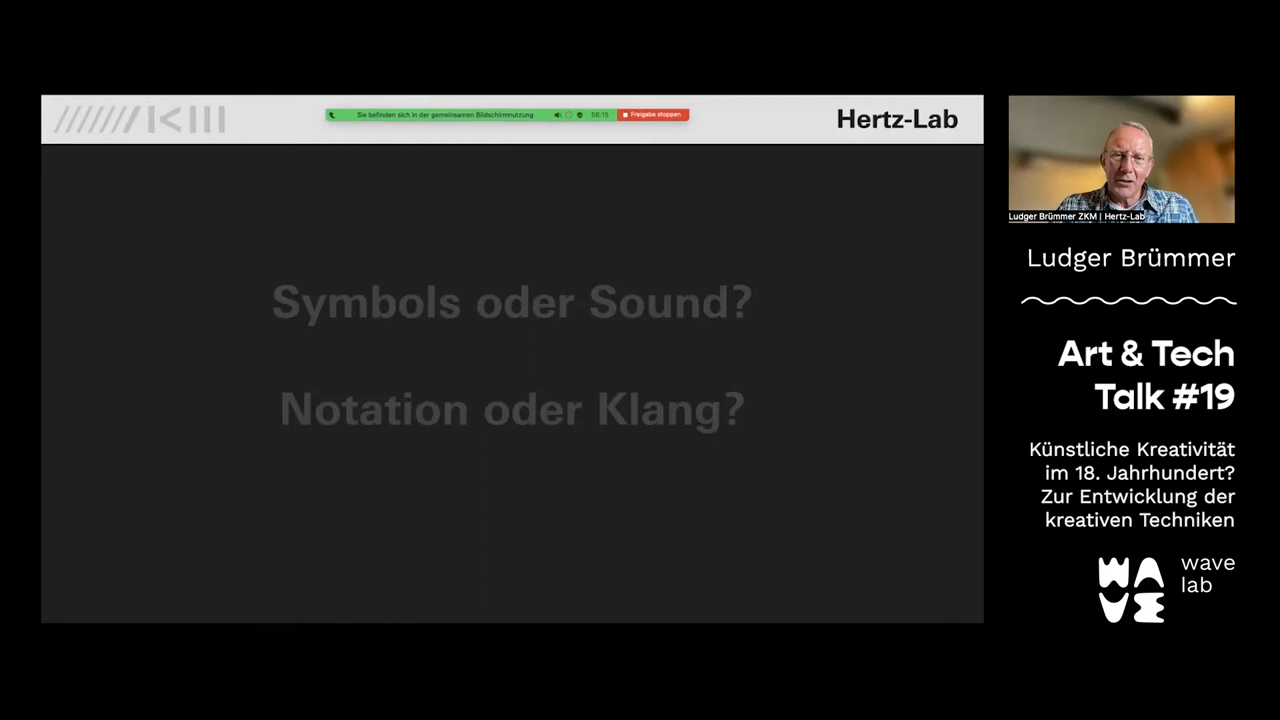 Sie befinden sich in der gemeinsamen Bildschirmnutzung
56:15
Freigabe stoppen
Hertz-Lab
Symbols oder Sound?
Notation oder Klang?
Ludger Brümmer ZKM | Hertz-Lab
Ludger Brümmer
Art & Tech
Talk #19
Künstliche Kreativität
im 18. Jahrhundert?
Zur Entwicklung der
kreativen Techniken
WAVE
wave
lab